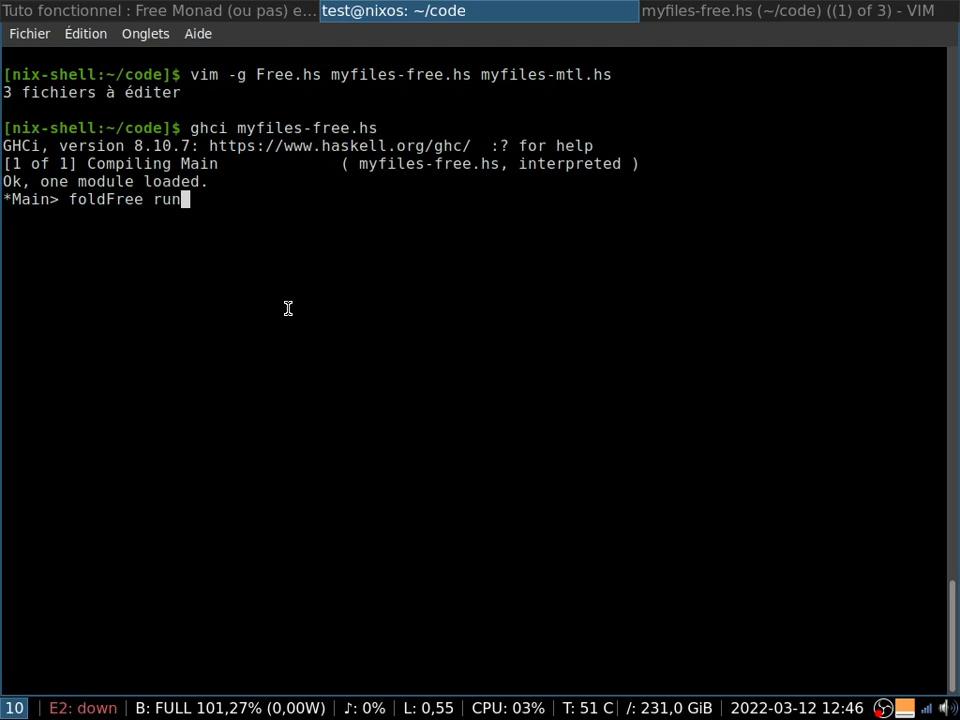 Tuto fonctionnel : Free Monad (ou pas) e... test@nixos: ~/code myfiles-free.hs (~/code) ((1) of 3) - VIM
Fichier Édition Onglets Aide
[nix-shell:~/code]$ vim -g Free.hs myfiles-free.hs myfiles-mtl.hs
3 fichiers à éditer
[nix-shell:~/code]$ ghci myfiles-free.hs
GHCi, version 8.10.7: https://www.haskell.org/ghc/  :? for help
[1 of 1] Compiling Main             ( myfiles-free.hs, interpreted )
Ok, one module loaded.
*Main> foldFree run
10 | E2: down | B: FULL 101,27% (0,00W) | ♪: 0% | L: 0,55 | CPU: 03% | T: 51 C | /: 231,0 GiB | 2022-03-12 12:46